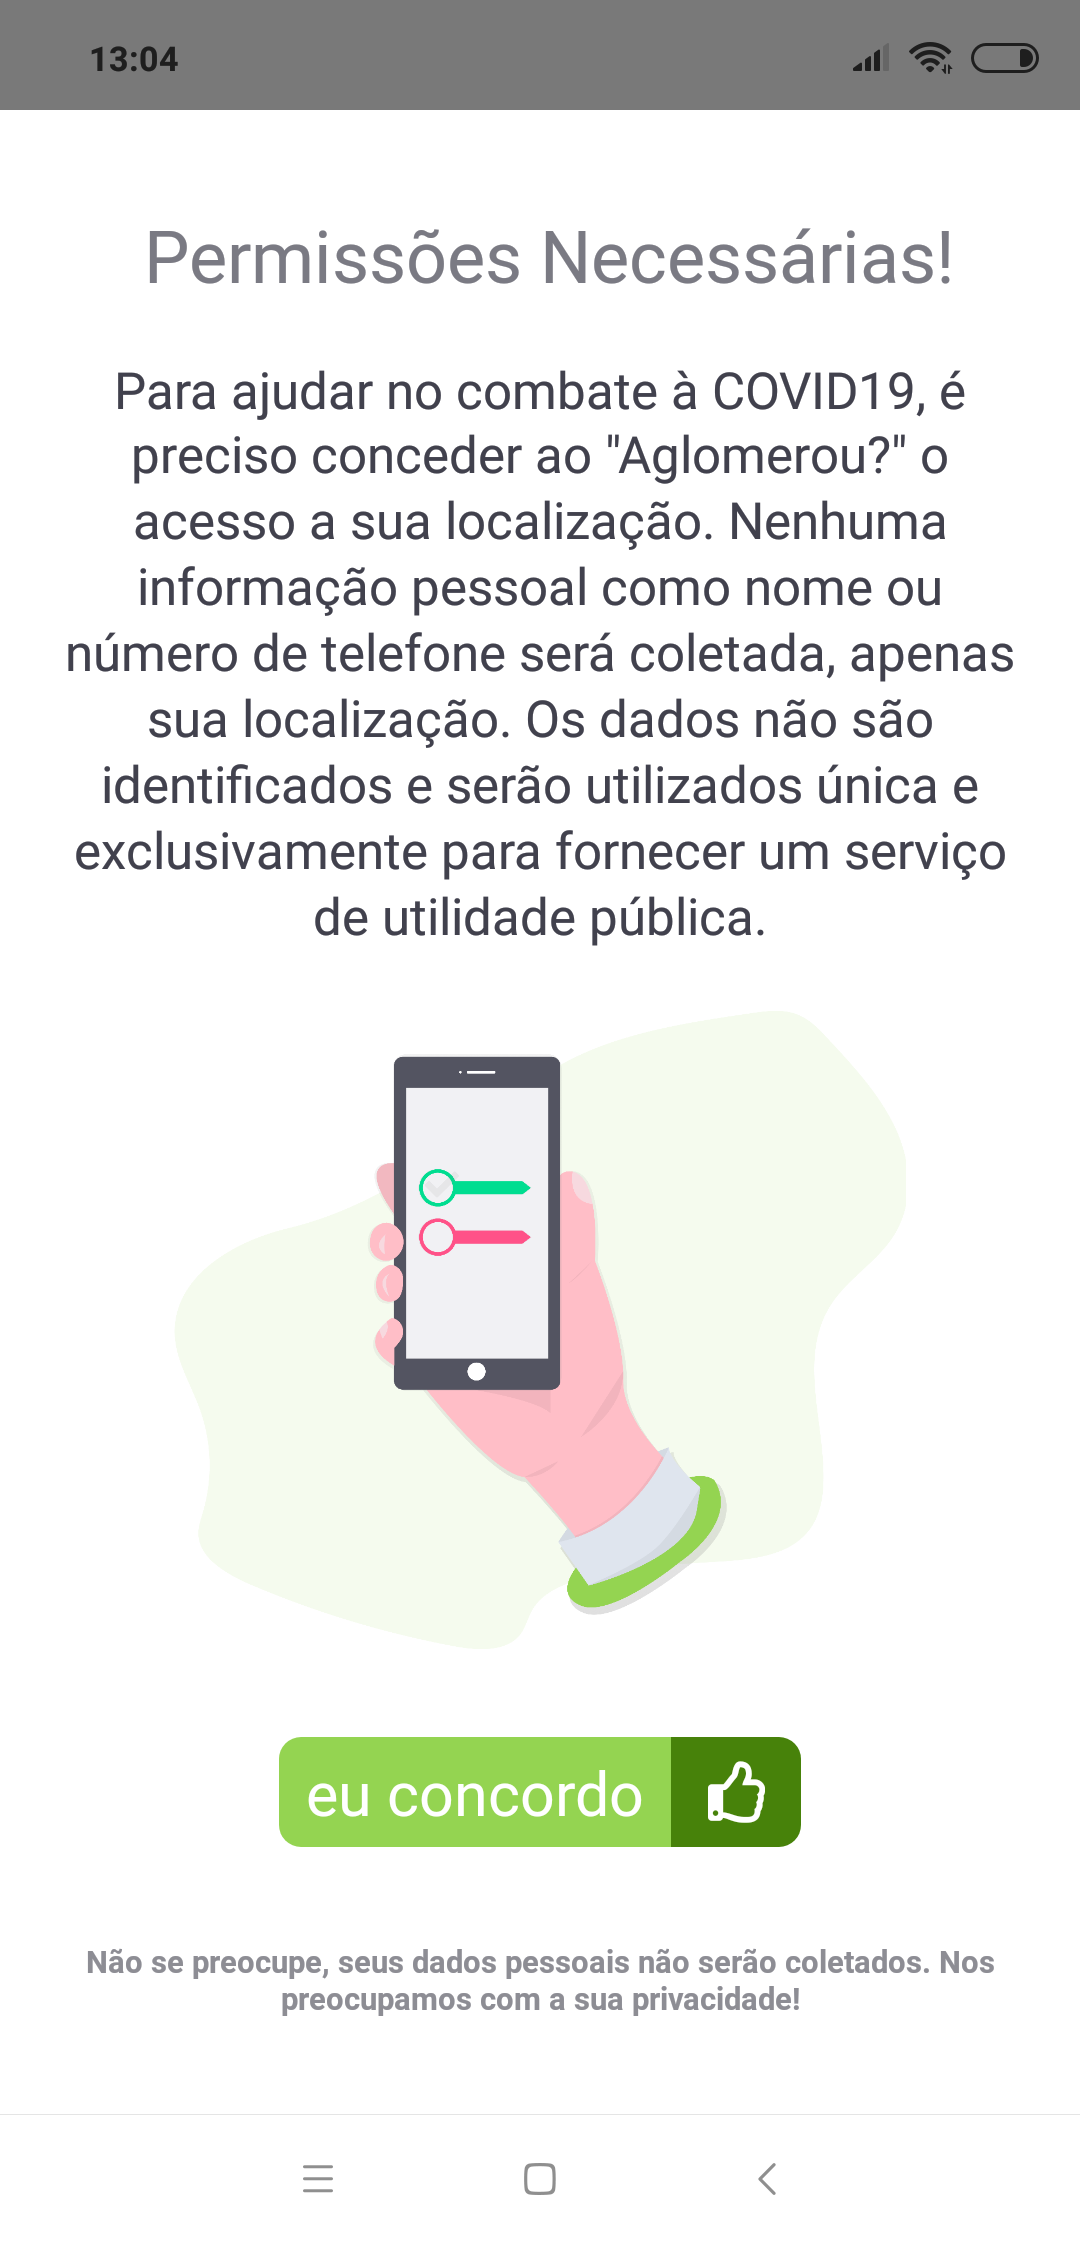 13:04
Permissões Necessárias!
Para ajudar no combate à COVID19, é
preciso conceder ao "Aglomerou?" o
acesso a sua localização. Nenhuma
informação pessoal como nome ou
número de telefone será coletada, apenas
sua localização. Os dados não são
identificados e serão utilizados única e
exclusivamente para fornecer um serviço
de utilidade pública.
eu concordo
Não se preocupe, seus dados pessoais não serão coletados. Nos
preocupamos com a sua privacidade!